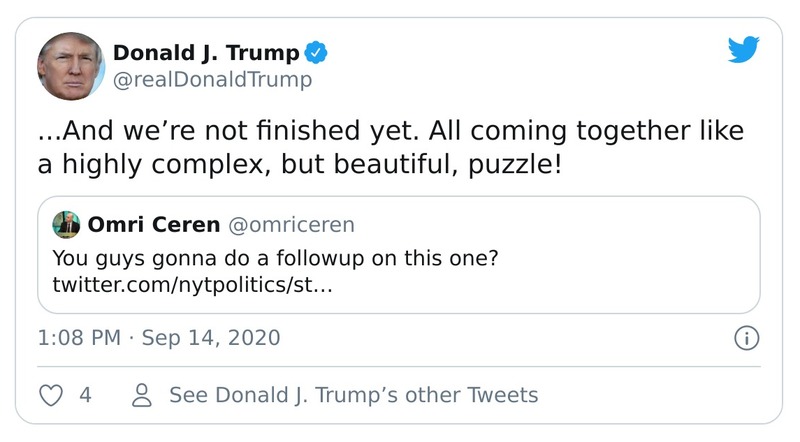 Donald J. Trump
@realDonaldTrump
...And we’re not finished yet. All coming together like
a highly complex, but beautiful, puzzle!
Omri Ceren @omriceren
You guys gonna do a followup on this one?
twitter.com/nytpolitics/st…
1:08 PM · Sep 14, 2020
4
See Donald J. Trump’s other Tweets